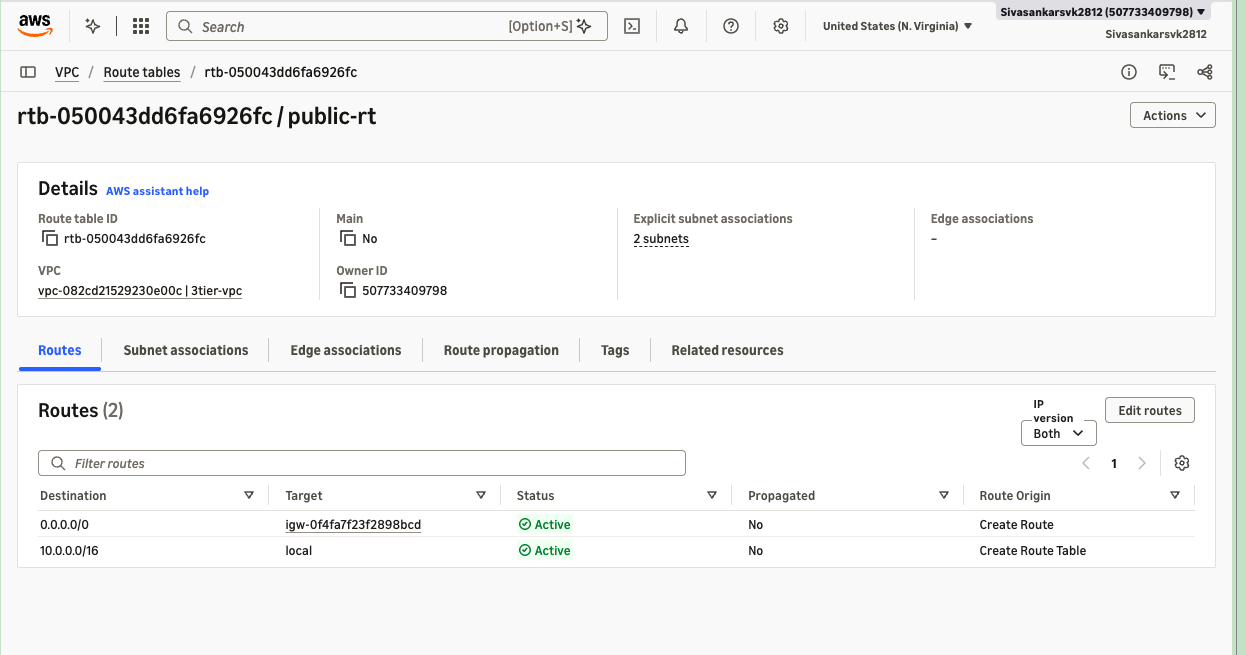 aws
Search [Option+S]
United States (N. Virginia)
Sivasankarsvk2812 (507733409798)
Sivasankarsvk2812
VPC / Route tables / rtb-050043dd6fa6926fc
rtb-050043dd6fa6926fc / public-rt
Actions
Details AWS assistant help
Route table ID
rtb-050043dd6fa6926fc
Main
No
Explicit subnet associations
2 subnets
Edge associations
–
VPC
vpc-082cd21529230e00c | 3tier-vpc
Owner ID
507733409798
Routes Subnet associations Edge associations Route propagation Tags Related resources
Routes (2)
IP version
Both
Edit routes
Filter routes
1
Destination Target Status Propagated Route Origin
0.0.0.0/0 igw-0f4fa7f23f2898bcd Active No Create Route
10.0.0.0/16 local Active No Create Route Table